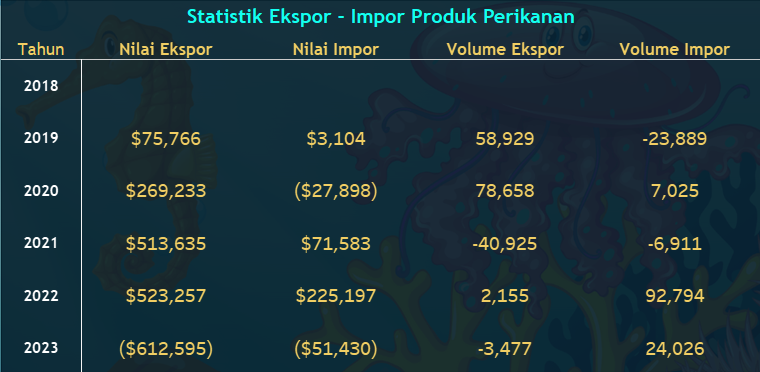 Statistik Ekspor – Impor Produk Perikanan
Tahun Nilai Ekspor Nilai Impor Volume Ekspor Volume Impor
2018
2019 $75,766 $3,104 58,929 -23,889
2020 $269,233 ($27,898) 78,658 7,025
2021 $513,635 $71,583 -40,925 -6,911
2022 $523,257 $225,197 2,155 92,794
2023 ($612,595) ($51,430) -3,477 24,026